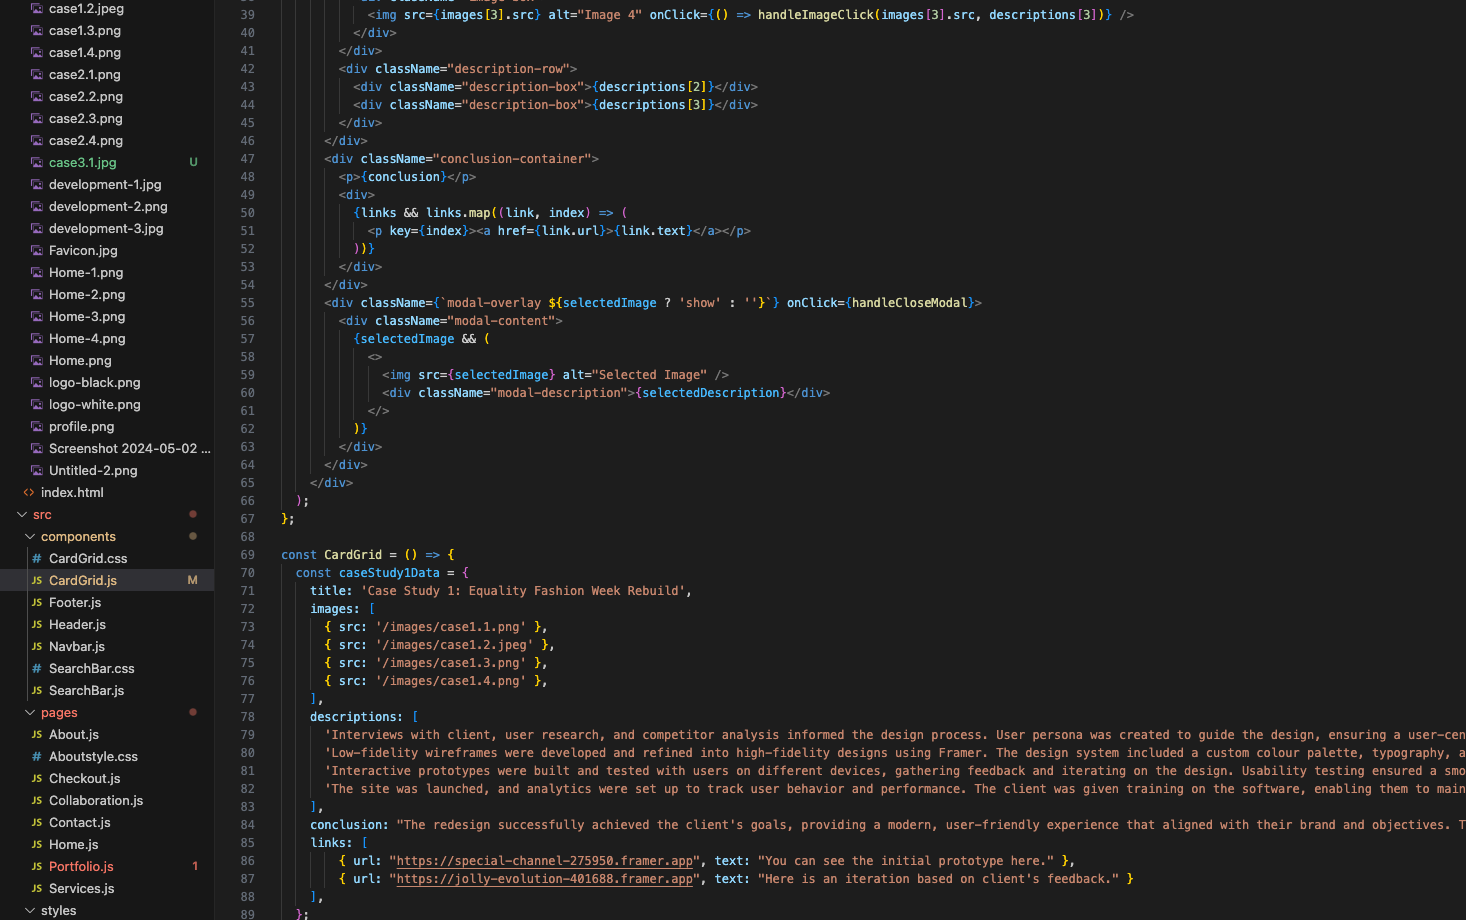 case1.2.jpeg
case1.3.png
case1.4.png
case2.1.png
case2.2.png
case2.3.png
case2.4.png
case3.1.jpg U
development-1.jpg
development-2.png
development-3.jpg
Favicon.jpg
Home-1.png
Home-2.png
Home-3.png
Home-4.png
Home.png
logo-black.png
logo-white.png
profile.png
Screenshot 2024-05-02 ...
Untitled-2.png
<> index.html
src
components
# CardGrid.css
JS CardGrid.js M
JS Footer.js
JS Header.js
JS Navbar.js
# SearchBar.css
JS SearchBar.js
pages
JS About.js
# Aboutstyle.css
JS Checkout.js
JS Collaboration.js
JS Contact.js
JS Home.js
JS Portfolio.js 1
JS Services.js
styles
39 <img src={images[3].src} alt="Image 4" onClick={() => handleImageClick(images[3].src, descriptions[3])} />
40 </div>
41 </div>
42 <div className="description-row">
43 <div className="description-box">{descriptions[2]}</div>
44 <div className="description-box">{descriptions[3]}</div>
45 </div>
46 </div>
47 <div className="conclusion-container">
48 <p>{conclusion}</p>
49 <div>
50 {links && links.map((link, index) => (
51 <p key={index}><a href={link.url}>{link.text}</a></p>
52 ))}
53 </div>
54 </div>
55 <div className={`modal-overlay ${selectedImage ? 'show' : ''}`} onClick={handleCloseModal}>
56 <div className="modal-content">
57 {selectedImage && (
58 <>
59 <img src={selectedImage} alt="Selected Image" />
60 <div className="modal-description">{selectedDescription}</div>
61 </>
62 )}
63 </div>
64 </div>
65 </div>
66 );
67 };
68
69 const CardGrid = () => {
70 const caseStudy1Data = {
71 title: 'Case Study 1: Equality Fashion Week Rebuild',
72 images: [
73 { src: '/images/case1.1.png' },
74 { src: '/images/case1.2.jpeg' },
75 { src: '/images/case1.3.png' },
76 { src: '/images/case1.4.png' },
77 ],
78 descriptions: [
79 'Interviews with client, user research, and competitor analysis informed the design process. User persona was created to guide the design, ensuring a user-cen
80 'Low-fidelity wireframes were developed and refined into high-fidelity designs using Framer. The design system included a custom colour palette, typography, a
81 'Interactive prototypes were built and tested with users on different devices, gathering feedback and iterating on the design. Usability testing ensured a smo
82 'The site was launched, and analytics were set up to track user behavior and performance. The client was given training on the software, enabling them to main
83 ],
84 conclusion: "The redesign successfully achieved the client's goals, providing a modern, user-friendly experience that aligned with their brand and objectives. T
85 links: [
86 { url: "https://special-channel-275950.framer.app", text: "You can see the initial prototype here." },
87 { url: "https://jolly-evolution-401688.framer.app", text: "Here is an iteration based on client's feedback." }
88 ],
89 };